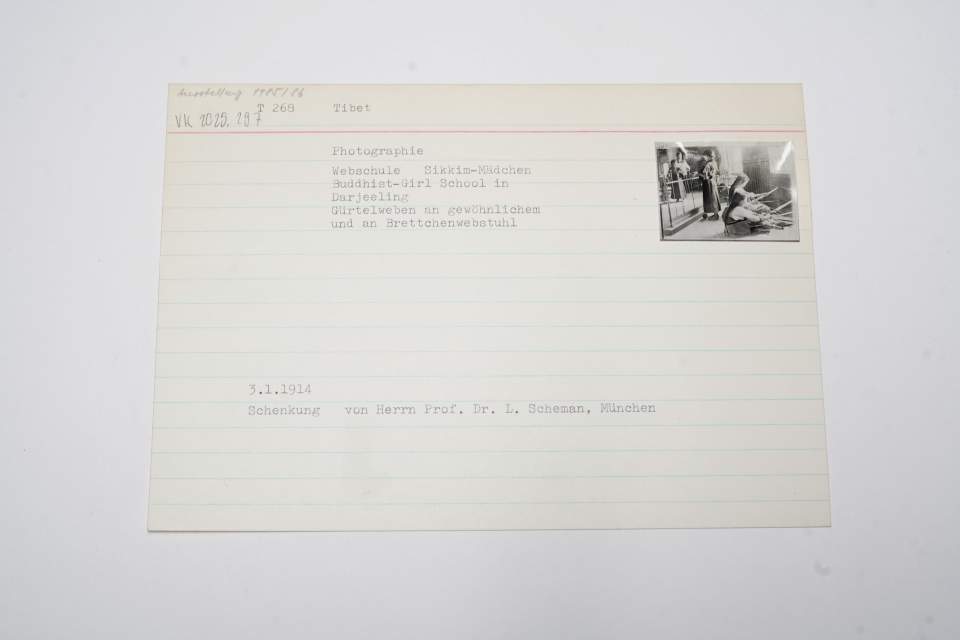 Ausstellung 1985/86
T 268 Tibet
VK 2025.297
Photographie
Webschule Sikkim-Mädchen
Buddhist-Girl School in
Darjeeling
Gürtelweben an gewöhnlichem
und an Brettchenwebstuhl
3.1.1914
Schenkung von Herrn Prof. Dr. L. Scheman, München